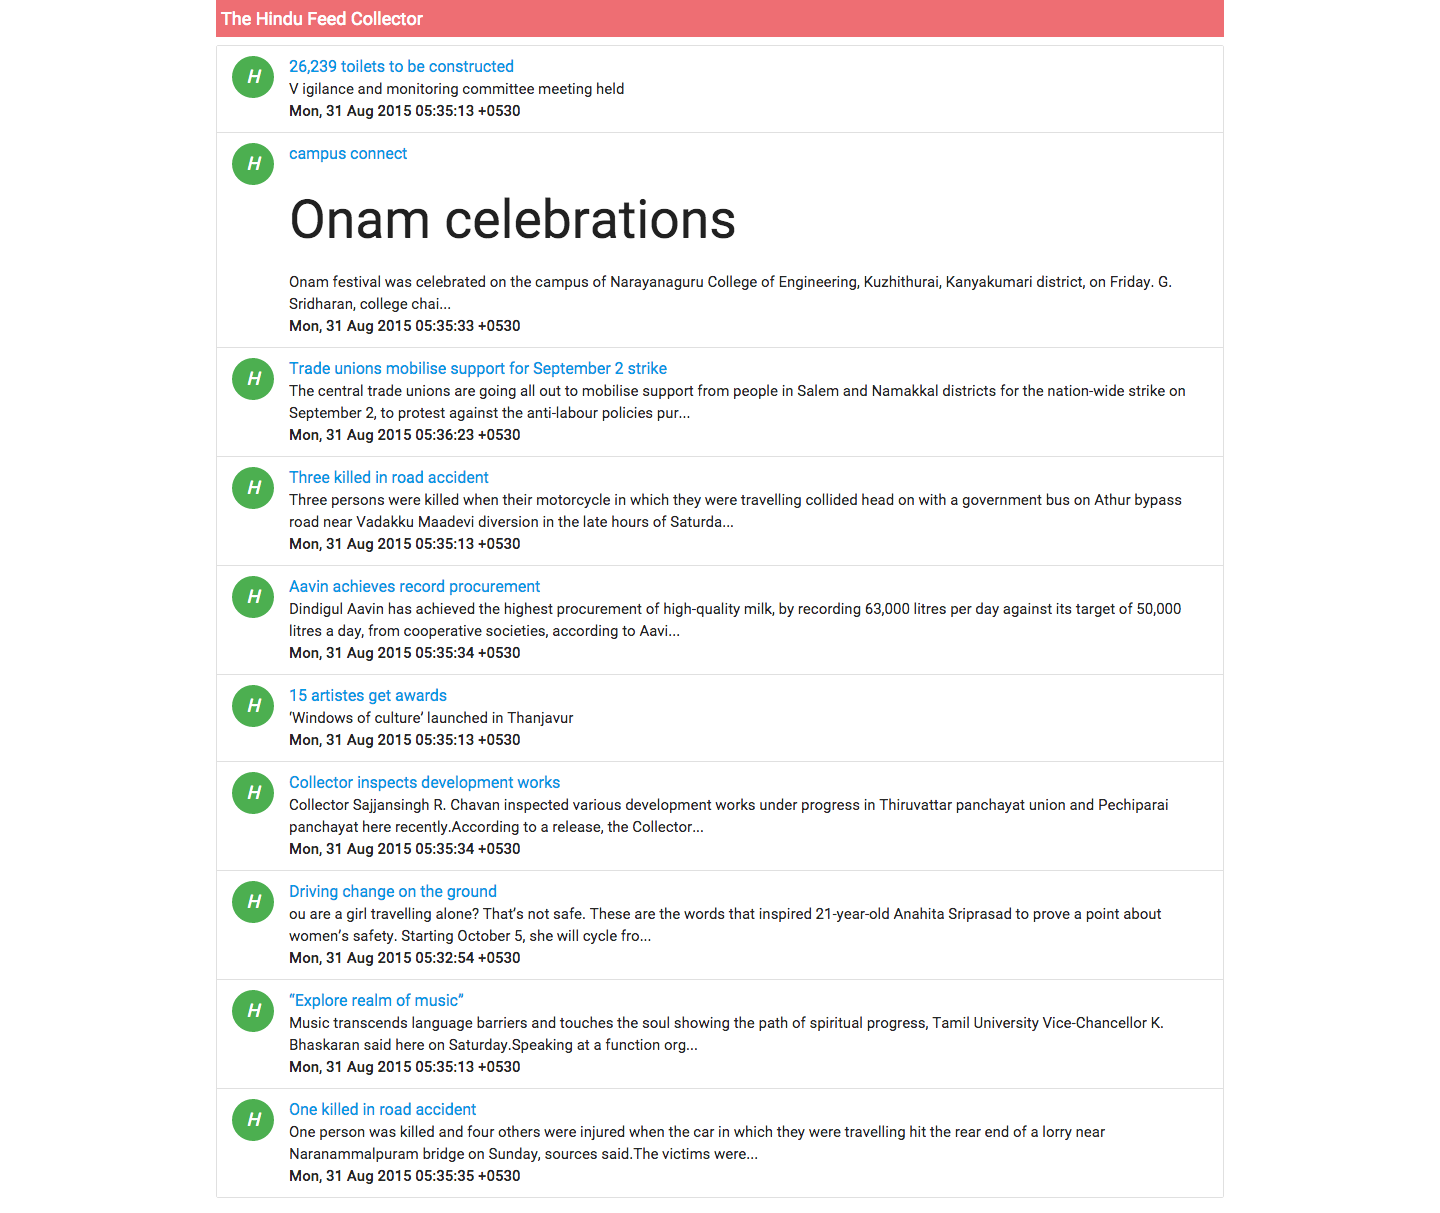 The Hindu Feed Collector
H
26,239 toilets to be constructed
V igilance and monitoring committee meeting held
Mon, 31 Aug 2015 05:35:13 +0530
H
campus connect
Onam celebrations
Onam festival was celebrated on the campus of Narayanaguru College of Engineering, Kuzhithurai, Kanyakumari district, on Friday. G.
Sridharan, college chai...
Mon, 31 Aug 2015 05:35:33 +0530
H
Trade unions mobilise support for September 2 strike
The central trade unions are going all out to mobilise support from people in Salem and Namakkal districts for the nation-wide strike on
September 2, to protest against the anti-labour policies pur...
Mon, 31 Aug 2015 05:36:23 +0530
H
Three killed in road accident
Three persons were killed when their motorcycle in which they were travelling collided head on with a government bus on Athur bypass
road near Vadakku Maadevi diversion in the late hours of Saturda...
Mon, 31 Aug 2015 05:35:13 +0530
H
Aavin achieves record procurement
Dindigul Aavin has achieved the highest procurement of high-quality milk, by recording 63,000 litres per day against its target of 50,000
litres a day, from cooperative societies, according to Aavi...
Mon, 31 Aug 2015 05:35:34 +0530
H
15 artistes get awards
‘Windows of culture’ launched in Thanjavur
Mon, 31 Aug 2015 05:35:13 +0530
H
Collector inspects development works
Collector Sajjansingh R. Chavan inspected various development works under progress in Thiruvattar panchayat union and Pechiparai
panchayat here recently.According to a release, the Collector...
Mon, 31 Aug 2015 05:35:34 +0530
H
Driving change on the ground
ou are a girl travelling alone? That’s not safe. These are the words that inspired 21-year-old Anahita Sriprasad to prove a point about
women’s safety. Starting October 5, she will cycle fro...
Mon, 31 Aug 2015 05:32:54 +0530
H
“Explore realm of music”
Music transcends language barriers and touches the soul showing the path of spiritual progress, Tamil University Vice-Chancellor K.
Bhaskaran said here on Saturday.Speaking at a function org...
Mon, 31 Aug 2015 05:35:13 +0530
H
One killed in road accident
One person was killed and four others were injured when the car in which they were travelling hit the rear end of a lorry near
Naranammalpuram bridge on Sunday, sources said.The victims were...
Mon, 31 Aug 2015 05:35:35 +0530